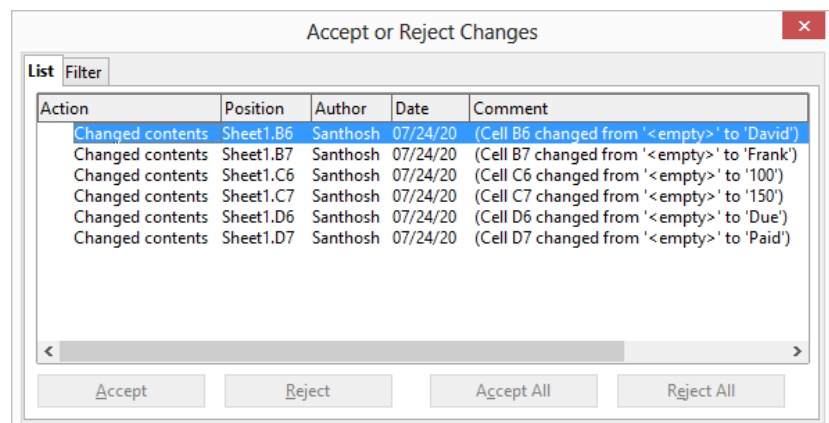 Accept or Reject Changes
×
List Filter
Action Position Author Date Comment
Changed contents Sheet1.B6 Santhosh 07/24/20 (Cell B6 changed from '<empty>' to 'David')
Changed contents Sheet1.B7 Santhosh 07/24/20 (Cell B7 changed from '<empty>' to 'Frank')
Changed contents Sheet1.C6 Santhosh 07/24/20 (Cell C6 changed from '<empty>' to '100')
Changed contents Sheet1.C7 Santhosh 07/24/20 (Cell C7 changed from '<empty>' to '150')
Changed contents Sheet1.D6 Santhosh 07/24/20 (Cell D6 changed from '<empty>' to 'Due')
Changed contents Sheet1.D7 Santhosh 07/24/20 (Cell D7 changed from '<empty>' to 'Paid')
Accept Reject Accept All Reject All